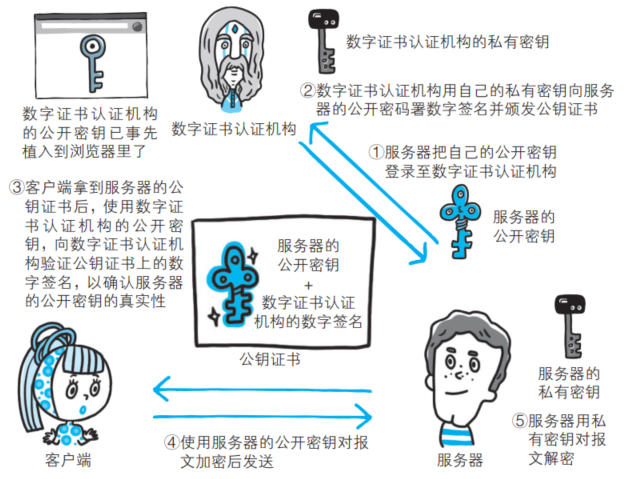 数字证书认证机构的私有密钥
②数字证书认证机构用自己的私有密钥向服务
器的公开密码署数字签名并颁发公钥证书
数字证书认证机构
的公开密钥已事先
植入到浏览器里了
数字证书认证机构
①服务器把自己的公开密钥
登录至数字证书认证机构
服务器的
公开密钥
③客户端拿到服务器的公
钥证书后，使用数字证
书认证机构的公开密
钥，向数字证书认证机
构验证公钥证书上的数
字签名，以确认服务器
的公开密钥的真实性
服务器的
公开密钥
+
数字证书认证
机构的数字签名
公钥证书
服务器的
私有密钥
⑤服务器用私
有密钥对报
文解密
④使用服务器的公开密钥对报
文加密后发送
客户端
服务器